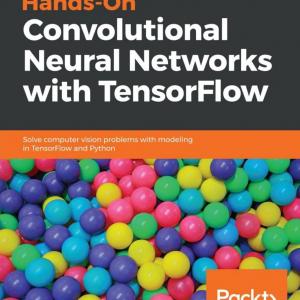 Hands-On
Convolutional
Neural Networks
with TensorFlow
Solve computer vision problems with modeling
in TensorFlow and Python
Packt>